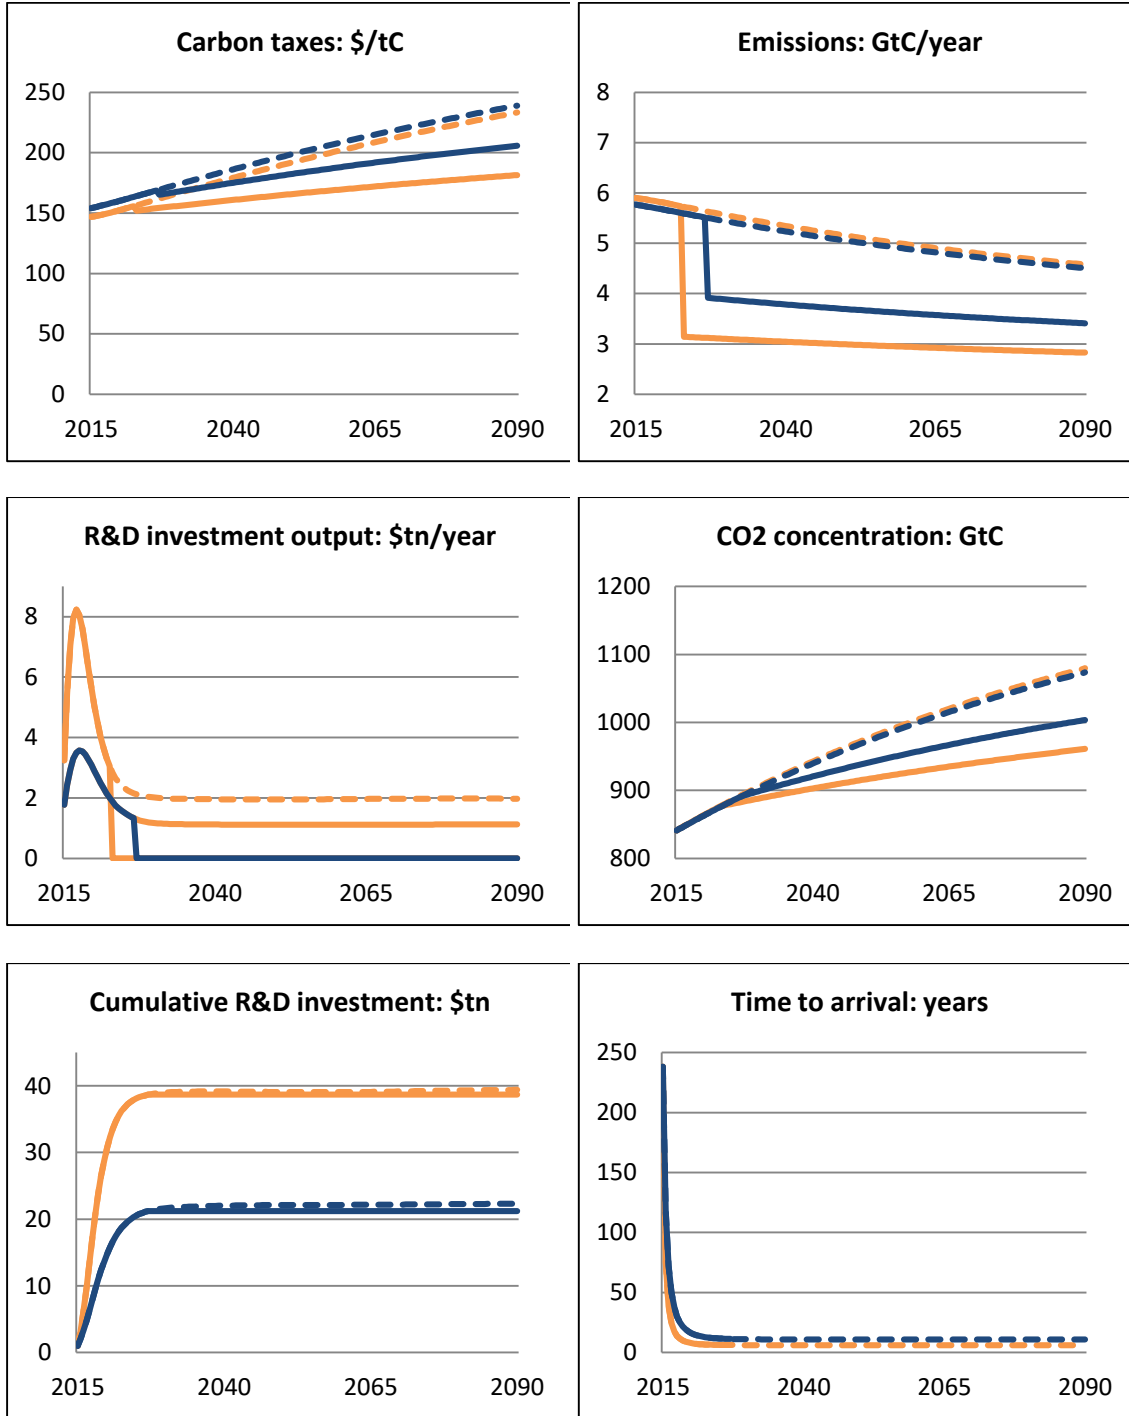 Carbon taxes: $/tC
250
200
150
100
50
0
2015 2040 2065 2090
Emissions: GtC/year
8
7
6
5
4
3
2
2015 2040 2065 2090
R&D investment output: $tn/year
8
6
4
2
0
2015 2040 2065 2090
CO2 concentration: GtC
1200
1100
1000
900
800
2015 2040 2065 2090
Cumulative R&D investment: $tn
40
30
20
10
0
2015 2040 2065 2090
Time to arrival: years
250
200
150
100
50
0
2015 2040 2065 2090